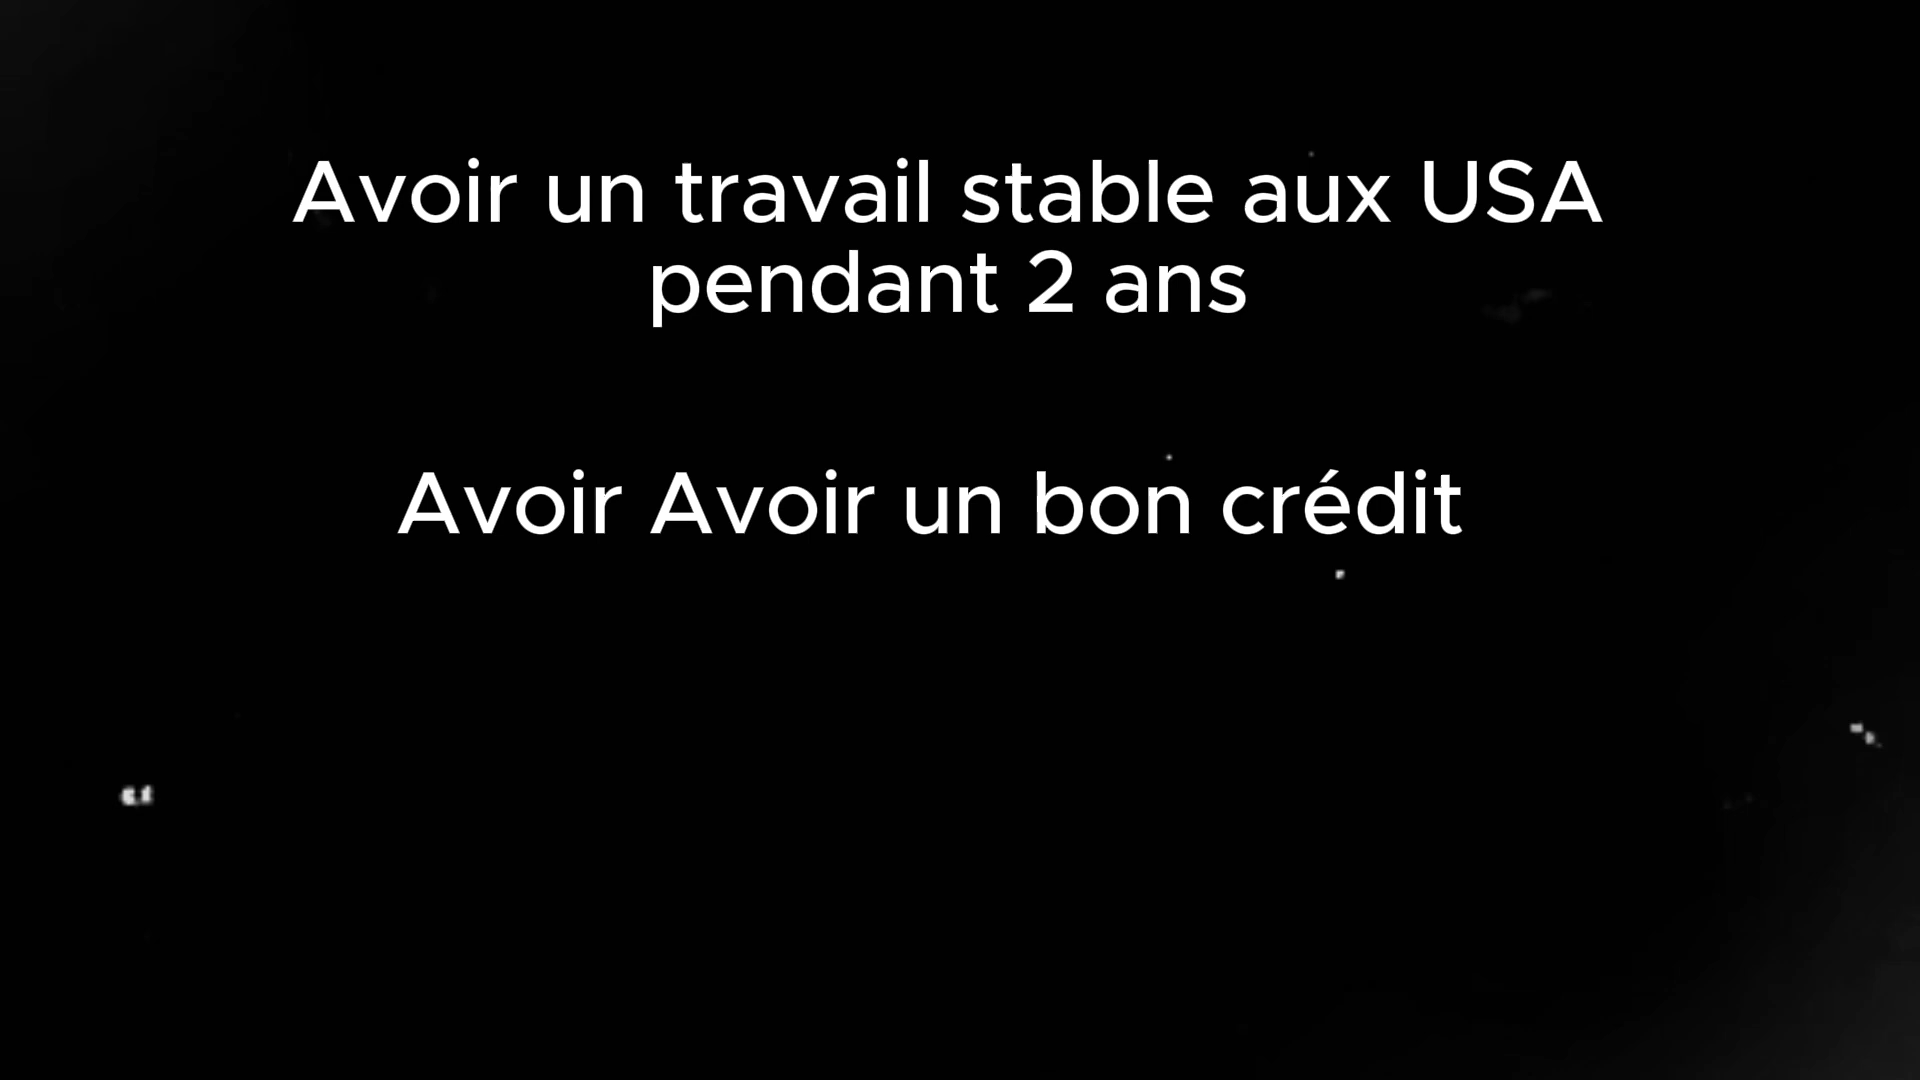 Avoir un travail stable aux USA
pendant 2 ans
Avoir Avoir un bon crédit